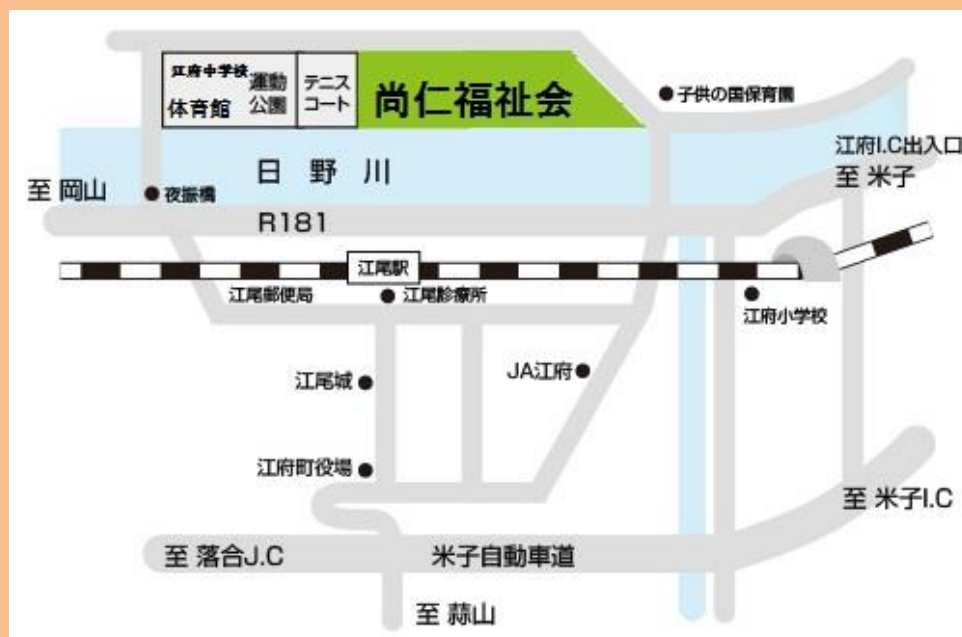 江府中学校
体育館
運動
公園
テニス
コート
尚仁福祉会
子供の国保育園
江府I.C出入口
至 米子
日野川
至 岡山
夜振橋
R181
江尾駅
江尾郵便局
江尾診療所
江府小学校
江尾城
JA江府
江府町役場
至 米子I.C
至 落合J.C
米子自動車道
至 蒜山